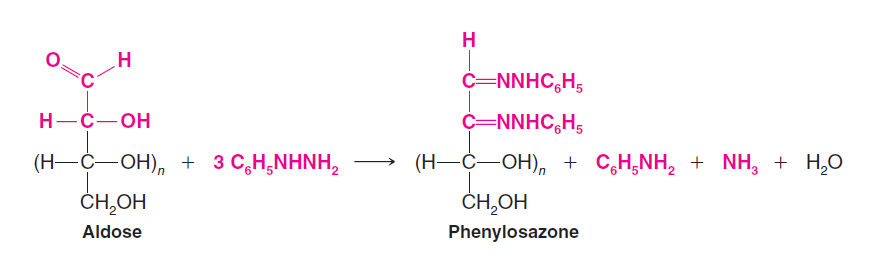 O H H
C C=NNHC₆H₅
H—C—OH C=NNHC₆H₅
(H—C—OH)ₙ + 3 C₆H₅NHNH₂ ⟶ (H—C—OH)ₙ + C₆H₅NH₂ + NH₃ + H₂O
CH₂OH CH₂OH
Aldose Phenylosazone